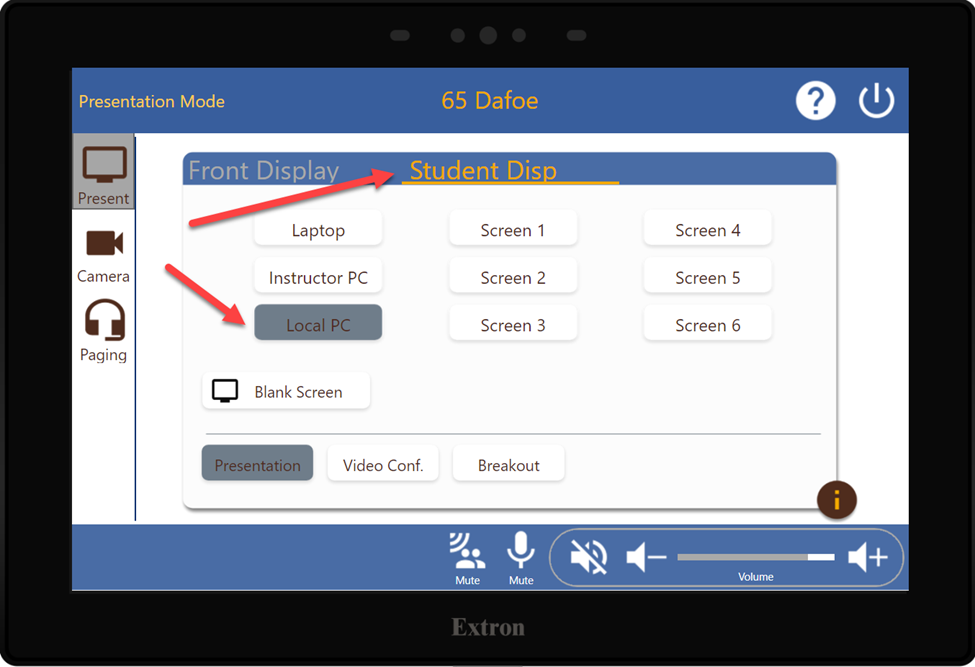 Presentation Mode
65 Dafoe
?
Present
Camera
Paging
Front Display
Student Disp
Laptop
Screen 1
Screen 4
Instructor PC
Screen 2
Screen 5
Local PC
Screen 3
Screen 6
Blank Screen
Presentation
Video Conf.
Breakout
i
Mute
Mute
Volume
Extron